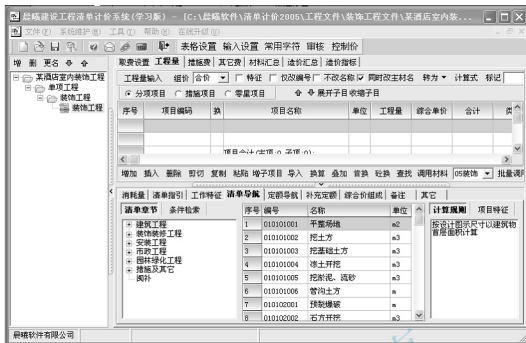 晨曦建设工程清单计价系统(学习版) - [C:\晨曦软件\清单计价2005\工程文件\装饰工程文件\某酒店室内装...
文件(F) 系统维护(W) 工具(T) 帮助(H) 在线升级(U)
表格设置 输入设置 常用字符 审核 控制价
增 删 更名
某酒店室内装饰工程
单项工程
装饰工程
装饰工程
取费设置 工程量 措施费 其它费 材料汇总 造价汇总 造价指标
工程量输入 组价 合价 特征 仅改编号 不改名称 同时改主材名 转为 计算式 标记
分项项目 措施项目 零星项目 展开子目 收缩子目
序号 项目编码 换 项目名称 单位 工程量 综合单价 合计 类
项目合计(主项:0,子项:0):
增加 插入 删除 剪切 复制 粘贴 增子项目 导入 换算 叠加 普换 砼换 查找 调用材料 05装饰 批量调用
消耗量 清单指引 工作特征 清单导航 定额导航 补充定额 综合价组成 备注 其它
清单章节 条件检索
建筑工程
装饰装修工程
安装工程
市政工程
园林绿化工程
措施及其它
闽补
序号 编号 名称 单位
1 010101001 平整场地 m2
2 010101002 挖土方 m3
3 010101003 挖基础土方 m3
4 010101004 冻土开挖 m3
5 010101005 挖淤泥、流砂 m3
6 010101006 管沟土方 m
7 010102001 预裂爆破 m
8 010102002 石方开挖 m3
计算规则 项目特征
按设计图示尺寸以建筑物
首层面积计算
晨曦软件有限公司